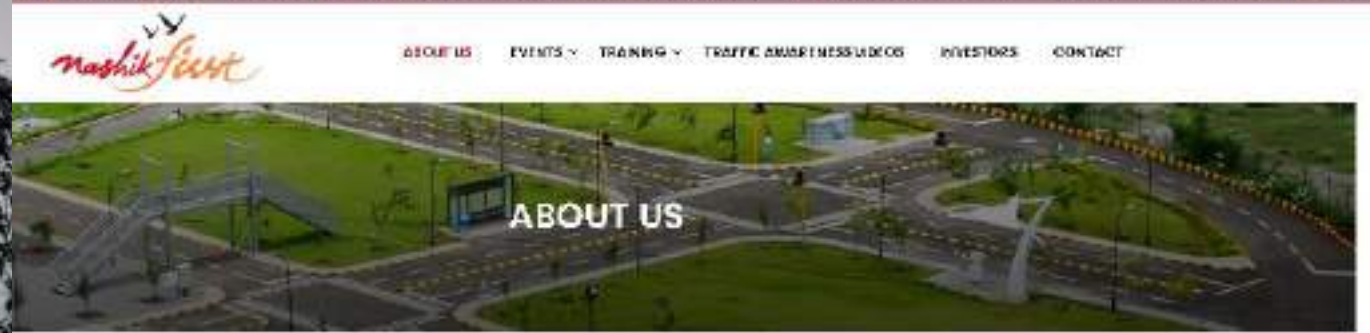 nashik first
ABOUT US EVENTS TRAINING TRAFFIC AWARENESS VIDEOS INVESTORS CONTACT
ABOUT US